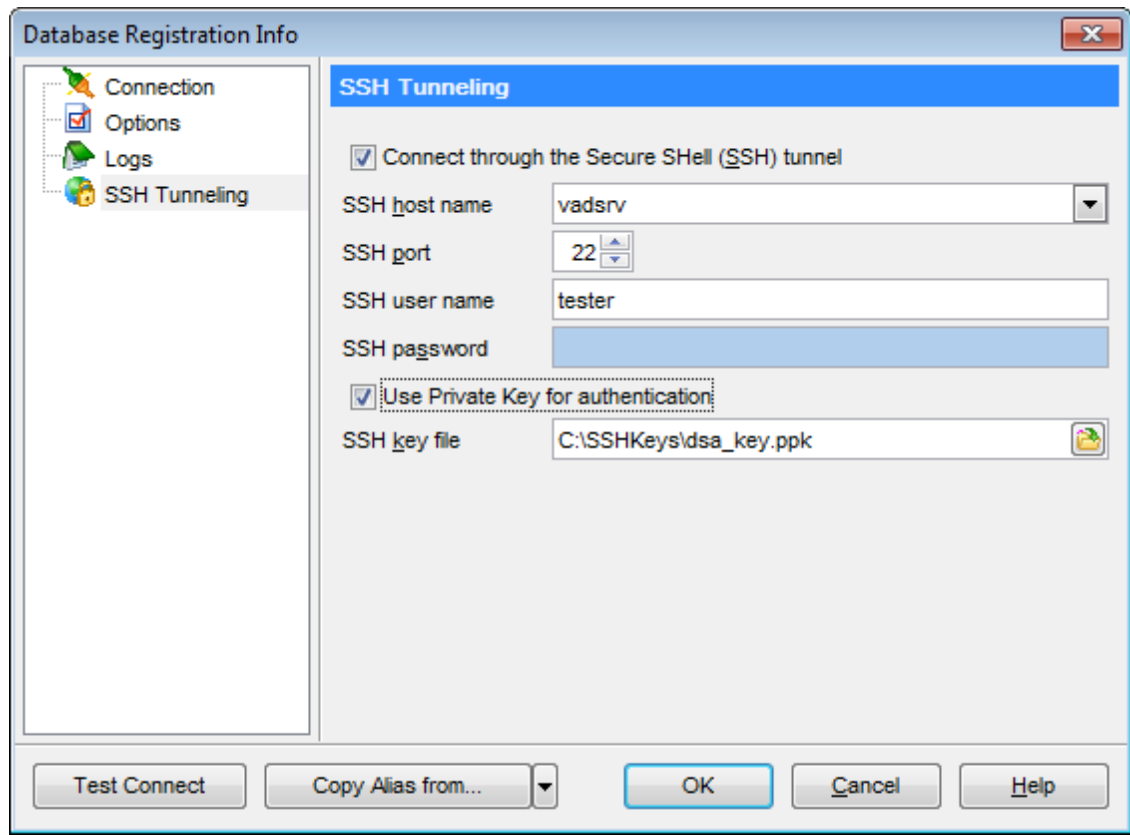 Database Registration Info
Connection
Options
Logs
SSH Tunneling
SSH Tunneling
Connect through the Secure SHell (SSH) tunnel
SSH host name vadsrv
SSH port 22
SSH user name tester
SSH password
Use Private Key for authentication
SSH key file C:\SSHKeys\dsa_key.ppk
Test Connect Copy Alias from... OK Cancel Help